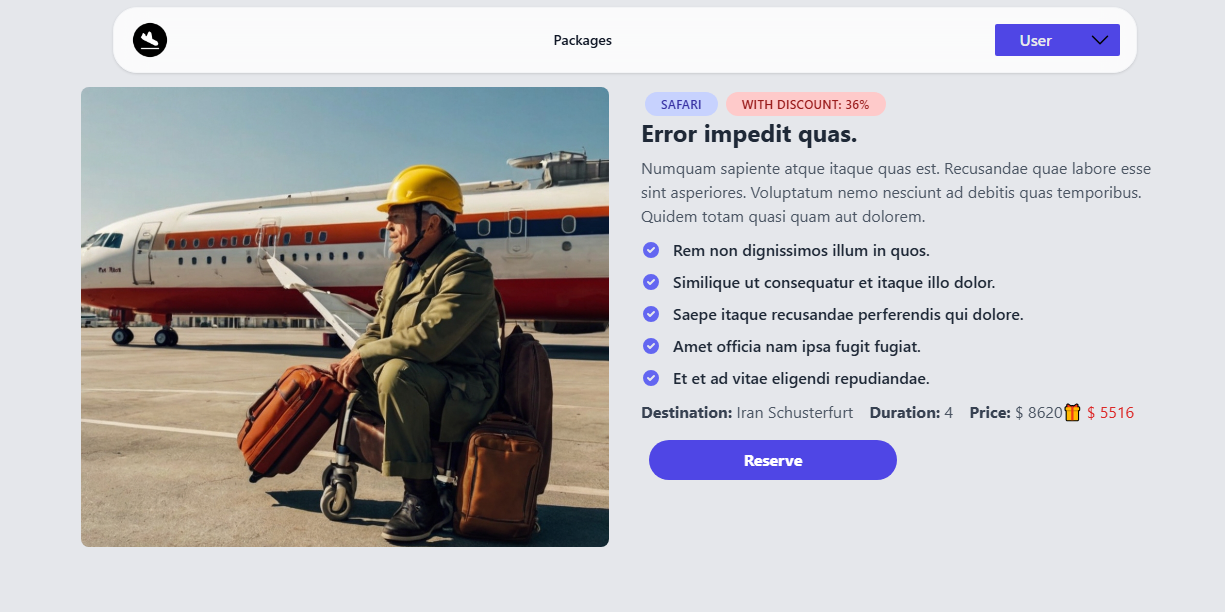 Packages
User
SAFARI
WITH DISCOUNT: 36%
Error impedit quas.
Numquam sapiente atque itaque quas est. Recusandae quae labore esse
sint asperiores. Voluptatum nemo nesciunt ad debitis quas temporibus.
Quidem totam quasi quam aut dolorem.
Rem non dignissimos illum in quos.
Similique ut consequatur et itaque illo dolor.
Saepe itaque recusandae perferendis qui dolore.
Amet officia nam ipsa fugit fugiat.
Et et ad vitae eligendi repudiandae.
Destination: Iran Schusterfurt Duration: 4 Price: $ 8620 $ 5516
Reserve